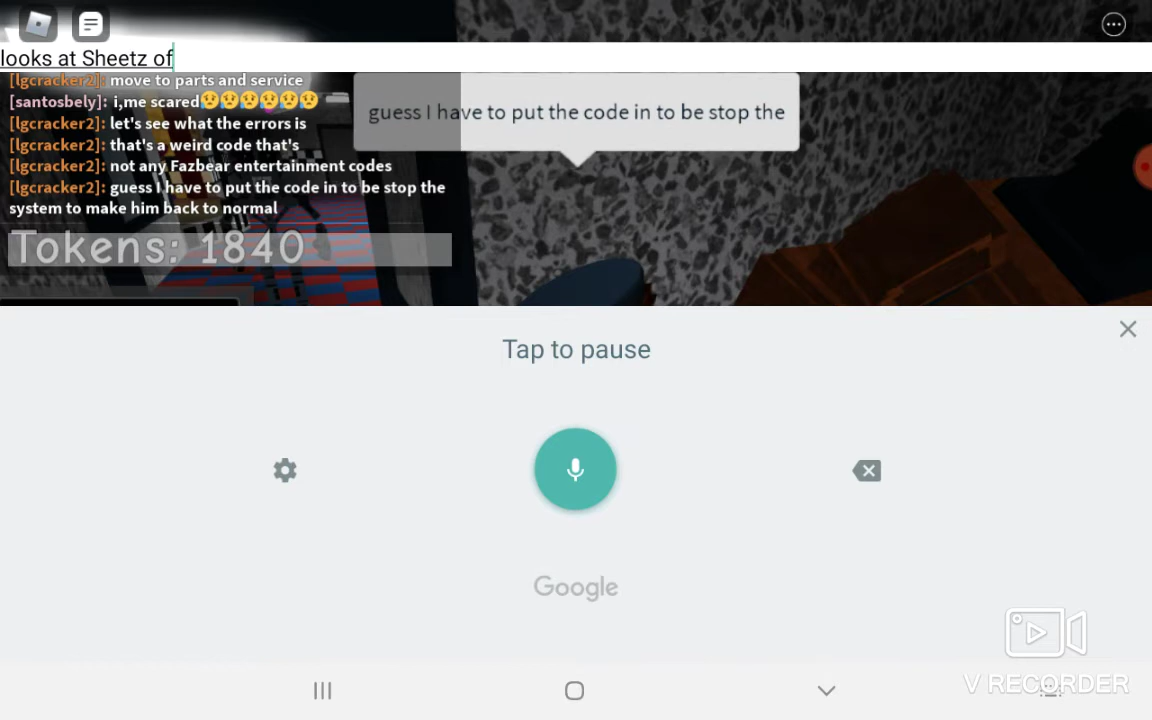 looks at Sheetz of
[lgcracker2]: move to parts and service
[santosbely]: i,me scared😥😥😥😥😥😥
[lgcracker2]: let's see what the errors is
[lgcracker2]: that's a weird code that's
[lgcracker2]: not any Fazbear entertainment codes
[lgcracker2]: guess I have to put the code in to be stop the
system to make him back to normal
guess I have to put the code in to be stop the
Tokens: 1840
Tap to pause
Google
V RECORDER